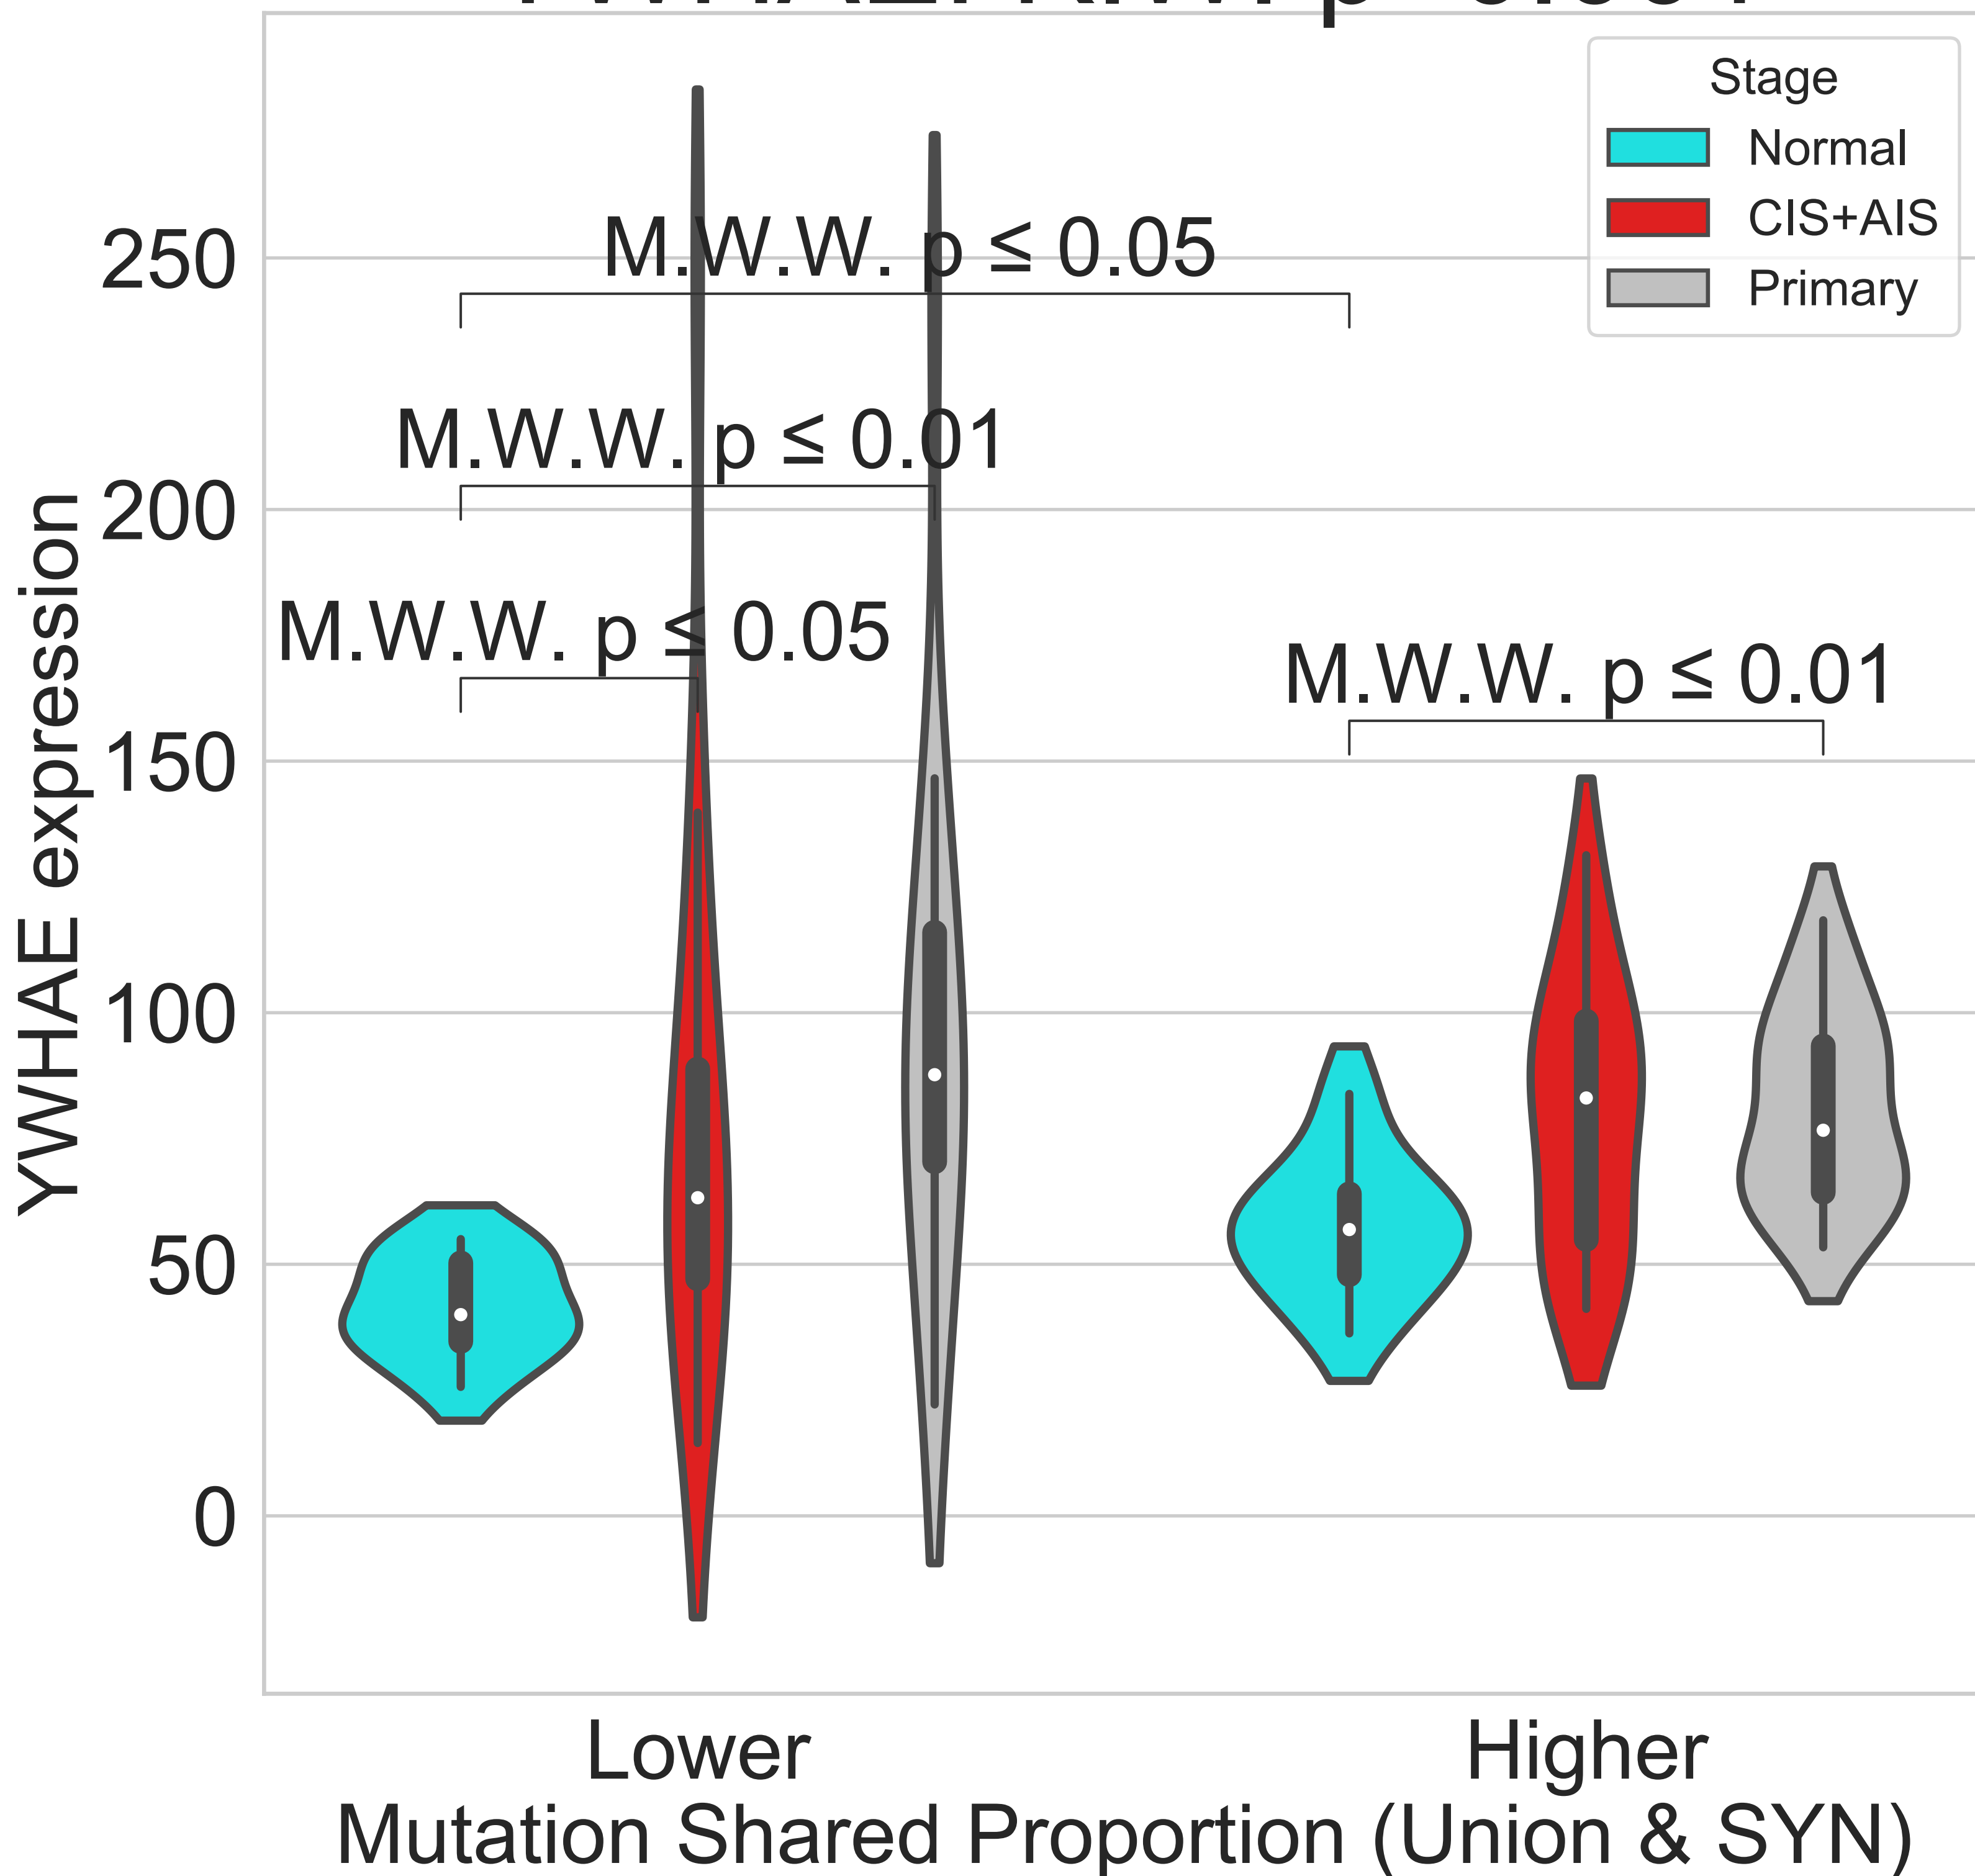 Stage
Normal
CIS+AIS
Primary
M.W.W. p ≤ 0.05
M.W.W. p ≤ 0.01
M.W.W. p ≤ 0.05
M.W.W. p ≤ 0.01
YWHAE expression
250
200
150
100
50
0
Lower
Higher
Mutation Shared Proportion (Union & SYN)